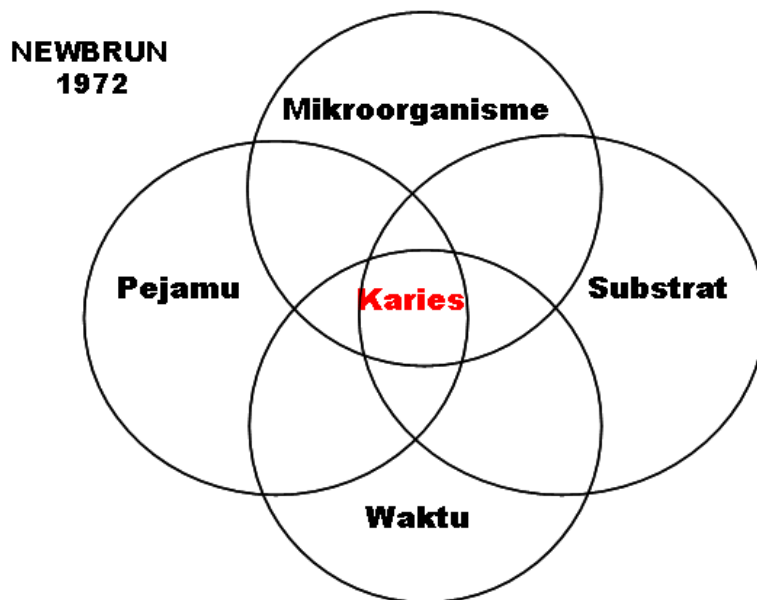 NEWBRUN
1972
Mikroorganisme
Pejamu
Karies
Substrat
Waktu